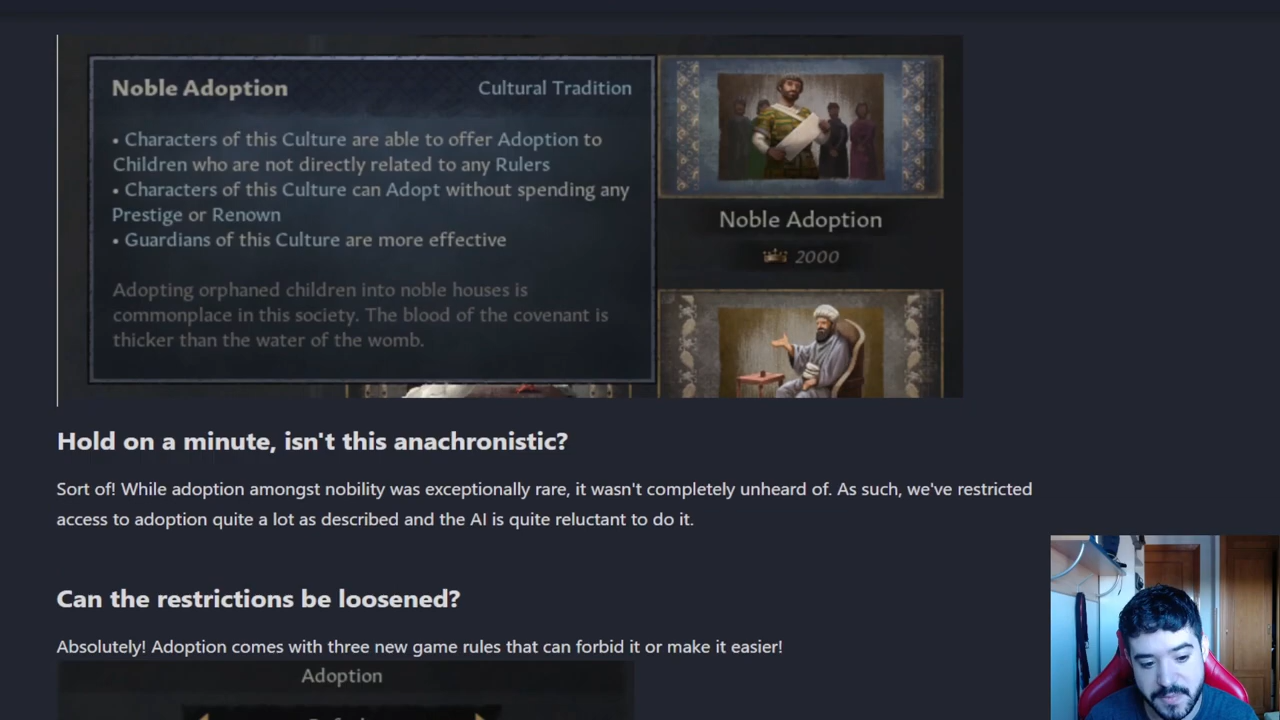 Noble Adoption
Cultural Tradition
• Characters of this Culture are able to offer Adoption to
Children who are not directly related to any Rulers
• Characters of this Culture can Adopt without spending any
Prestige or Renown
• Guardians of this Culture are more effective
Adopting orphaned children into noble houses is
commonplace in this society. The blood of the covenant is
thicker than the water of the womb.
Noble Adoption
2000
Hold on a minute, isn't this anachronistic?
Sort of! While adoption amongst nobility was exceptionally rare, it wasn't completely unheard of. As such, we've restricted
access to adoption quite a lot as described and the AI is quite reluctant to do it.
Can the restrictions be loosened?
Absolutely! Adoption comes with three new game rules that can forbid it or make it easier!
Adoption